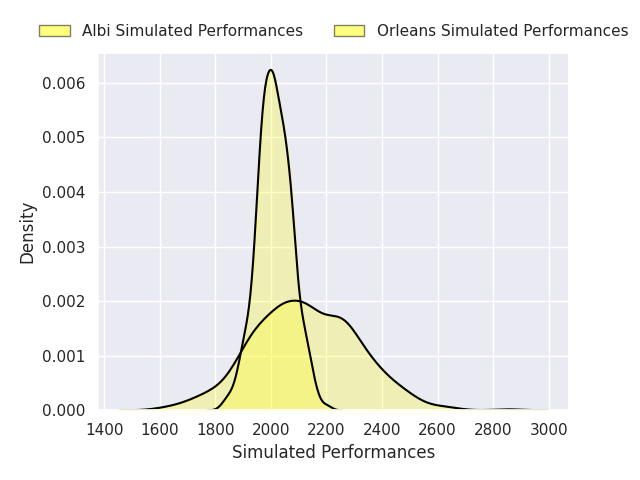 Albi Simulated Performances Orleans Simulated Performances
0.006
0.005
0.004
0.003
0.002
0.001
0.000
Density
1400 1600 1800 2000 2200 2400 2600 2800 3000
Simulated Performances